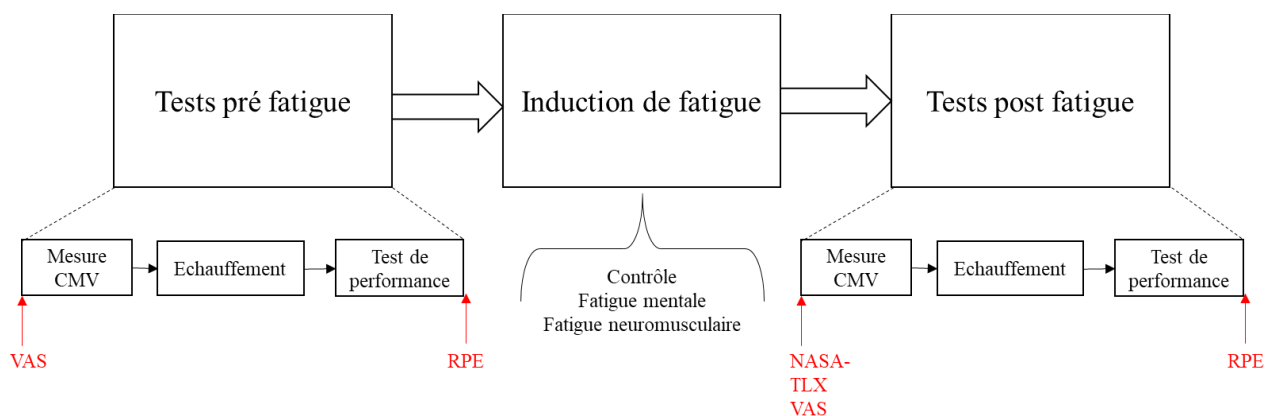 Tests pré fatigue
Induction de fatigue
Tests post fatigue
Mesure
CMV
Echauffement
Test de
performance
Contrôle
Fatigue mentale
Fatigue neuromusculaire
Mesure
CMV
Echauffement
Test de
performance
VAS
RPE
NASA-
TLX
VAS
RPE